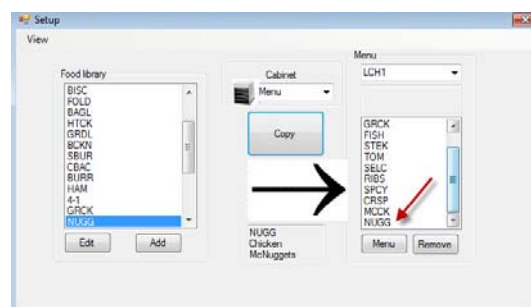 Setup
View
Food library
BISC
FOLD
BAGL
HTCK
GRDL
BCKN
SBUR
CBAC
BURR
HAM
4-1
GRCK
NUGG
Edit
Add
Cabinet
Menu
Copy
NUGG
Chicken
McNuggets
Menu
LCH1
GRCK
FISH
STEK
TOM
SELC
RIBS
SPCY
CRSP
MCCK
NUGG
Menu
Remove